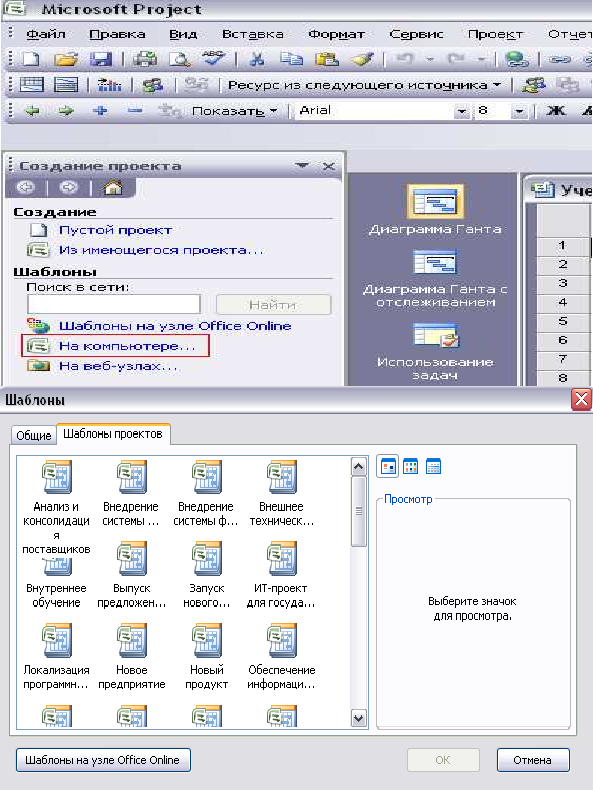 Microsoft Project
Файл Правка Вид Вставка Формат Сервис Проект Отчет
Ресурс из следующего источника
Показать Arial 8 Ж
Создание проекта
Создание
Пустой проект
Из имеющегося проекта...
Шаблоны
Поиск в сети:
Найти
Шаблоны на узле Office Online
На компьютере...
На веб-узлах...
Диаграмма Ганта
Диаграмма Ганта с
отслеживанием
Использование
задач
Уче
1
2
3
4
5
6
7
8
Шаблоны
Общие Шаблоны проектов
Анализ и
консолидаци
я
поставщиков
Внедрение
системы ...
Внедрение
системы ф...
Внешнее
техническ...
Внутреннее
обучение
Выпуск
предложен...
Запуск
нового...
ИТ-проект
для госуда...
Локализация
программн...
Новое
предприятие
Новый
продукт
Обеспечение
информаци...
Просмотр
Выберите значок
для просмотра.
Шаблоны на узле Office Online
ОК
Отмена